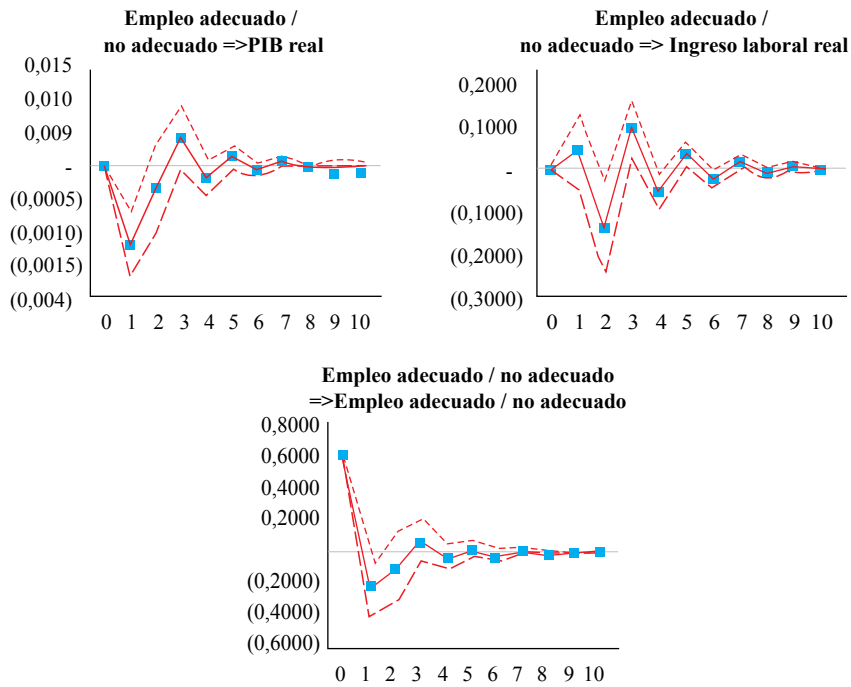 Empleo adecuado /
no adecuado =>PIB real
0,015
0,010
0,009
-
(0,0005)
(0,0010)
-
(0,0015)
(0,004)
0 1 2 3 4 5 6 7 8 9 10
Empleo adecuado /
no adecuado => Ingreso laboral real
0,2000
0,1000
-
(0,1000)
(0,2000)
(0,3000)
0 1 2 3 4 5 6 7 8 9 10
Empleo adecuado / no adecuado
=>Empleo adecuado / no adecuado
0,8000
0,6000
0,4000
0,2000
(0,2000)
(0,4000)
(0,6000)
0 1 2 3 4 5 6 7 8 9 10